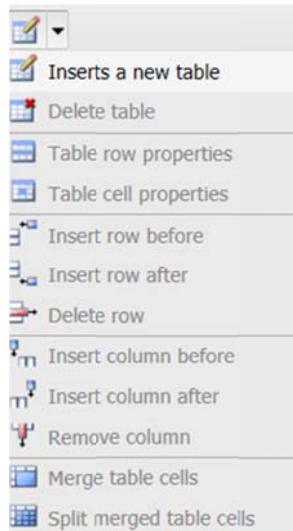 Inserts a new table
Delete table
Table row properties
Table cell properties
Insert row before
Insert row after
Delete row
Insert column before
Insert column after
Remove column
Merge table cells
Split merged table cells